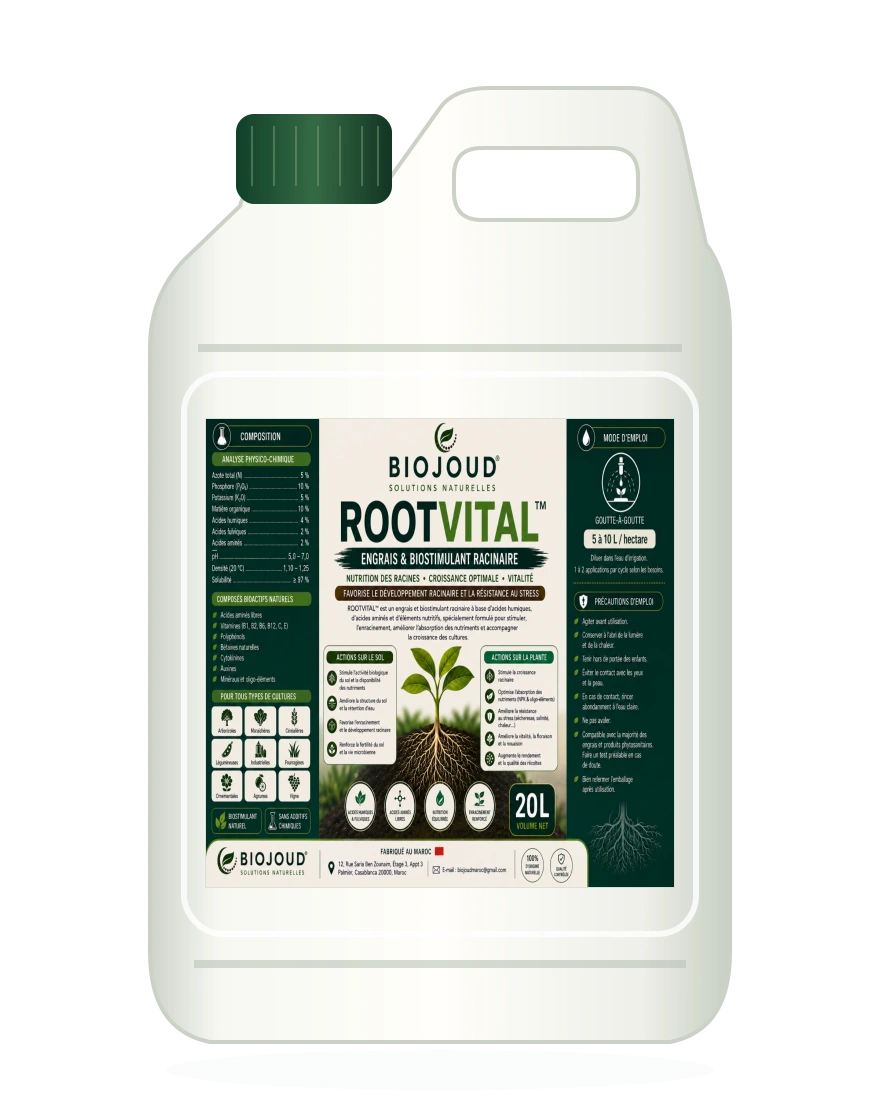 COMPOSITION
ANALYSE PHYSICO-CHIMIQUE
Azote total (N) 5 %
Phosphore (P₂O₅) 10 %
Potassium (K₂O) 5 %
Matière organique 10 %
Acides humiques 4 %
Acides fulviques 2 %
Acides aminés 2 %
pH 5,0 – 7,0
Densité (20 °C) 1,10 – 1,25
Solubilité ≥ 97 %
COMPOSÉS BIOACTIFS NATURELS
Acides aminés libres
Vitamines (B1, B2, B6, B12, C, E)
Polyphénols
Bétaïnes naturelles
Cytokinines
Auxines
Minéraux et oligo-éléments
POUR TOUS TYPES DE CULTURES
Arboricoles
Maraîchères
Céréalières
Légumineuses
Industrielles
Fourragères
Ornementales
Agrumes
Vigne
BIOSTIMULANT
NATUREL
SANS ADDITIFS
CHIMIQUES
BIOJOUD®
SOLUTIONS NATURELLES
ROOTVITAL™
ENGRAIS & BIOSTIMULANT RACINAIRE
NUTRITION DES RACINES • CROISSANCE OPTIMALE • VITALITÉ
FAVORISE LE DÉVELOPPEMENT RACINAIRE ET LA RÉSISTANCE AU STRESS
ROOTVITAL™ est un engrais et biostimulant racinaire à base d'acides humiques,
d'acides aminés et d'éléments nutritifs, spécialement formulé pour stimuler,
l'enracinement, améliorer l'absorption des nutriments et accompagner
la croissance des cultures.
ACTIONS SUR LE SOL
Stimule l'activité biologique
du sol et la disponibilité
des nutriments
Améliore la structure du sol
et la rétention d'eau
Favorise l'enracinement
et le développement racinaire
Renforce la fertilité du sol
et la vie microbienne
ACTIONS SUR LA PLANTE
Stimule la croissance
racinaire
Optimise l'absorption des
nutriments (NPK & oligo-éléments)
Améliore la résistance
au stress (sécheresse, salinité,
chaleur...)
Améliore la vitalité, la floraison
et la nouaison
Augmente le rendement
et la qualité des récoltes
ACIDES HUMIQUES
& FULVIQUES
ACIDES AMINÉS
LIBRES
NUTRITION
ÉQUILIBRÉE
ENRACINEMENT
RENFORCÉ
20L
VOLUME NET
MODE D'EMPLOI
GOUTTE-À-GOUTTE
5 à 10 L / hectare
Diluer dans l'eau d'irrigation.
1 à 2 applications par cycle selon les besoins.
PRÉCAUTIONS D'EMPLOI
Agiter avant utilisation.
Conserver à l'abri de la lumière
et de la chaleur.
Tenir hors de portée des enfants.
Éviter le contact avec les yeux
et la peau.
En cas de contact, rincer
abondamment à l'eau claire.
Ne pas avaler.
Compatible avec la majorité des
engrais et produits phytosanitaires.
Faire un test préalable en cas
de doute.
Bien refermer l'emballage
après utilisation.
BIOJOUD®
SOLUTIONS NATURELLES
FABRIQUÉ AU MAROC
12, Rue Saria Ben Zounaim, Étage 3, Appt 3
Palmier, Casablanca 20000, Maroc
E-mail : biojoudmaroc@gmail.com
100%
D'ORIGINE
NATURELLE
QUALITÉ
CONTRÔLÉE